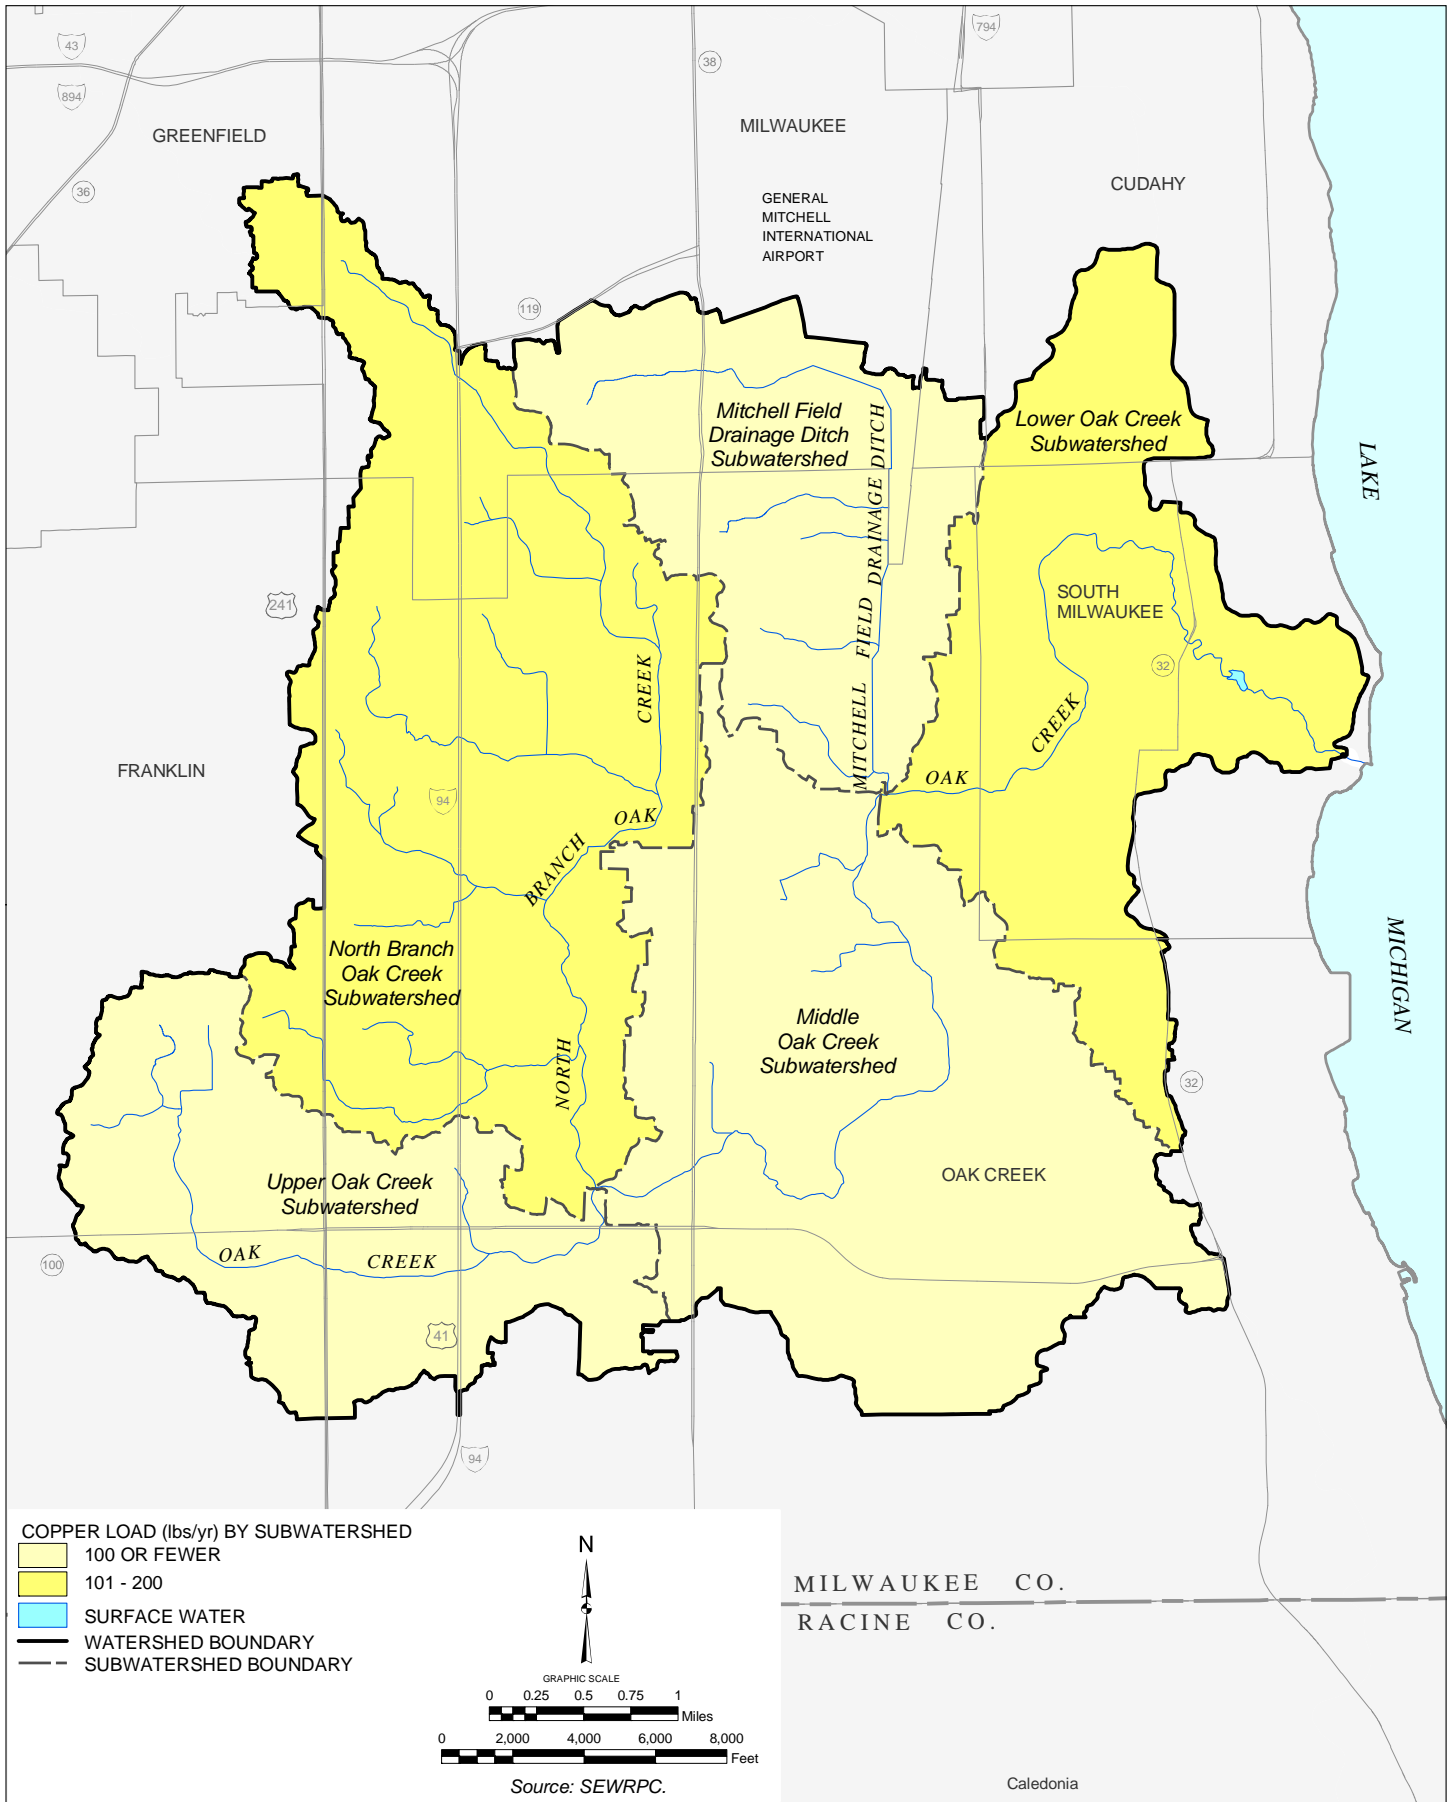 43
894
36
GREENFIELD
38
794
MILWAUKEE
CUDAHY
GENERAL
MITCHELL
INTERNATIONAL
AIRPORT
119
Mitchell Field
Drainage Ditch
Subwatershed
Lower Oak Creek
Subwatershed
LAKE
MITCHELL FIELD DRAINAGE DITCH
241
SOUTH
MILWAUKEE
32
CREEK
CREEK
FRANKLIN
94
OAK
OAK
BRANCH
North Branch
Oak Creek
Subwatershed
MICHIGAN
Middle
Oak Creek
Subwatershed
NORTH
32
OAK CREEK
Upper Oak Creek
Subwatershed
OAK
CREEK
100
41
94
COPPER LOAD (lbs/yr) BY SUBWATERSHED
100 OR FEWER
101 - 200
SURFACE WATER
WATERSHED BOUNDARY
SUBWATERSHED BOUNDARY
N
GRAPHIC SCALE
0 0.25 0.5 0.75 1
Miles
0 2,000 4,000 6,000 8,000
Feet
Source: SEWRPC.
MILWAUKEE CO.
RACINE CO.
Caledonia